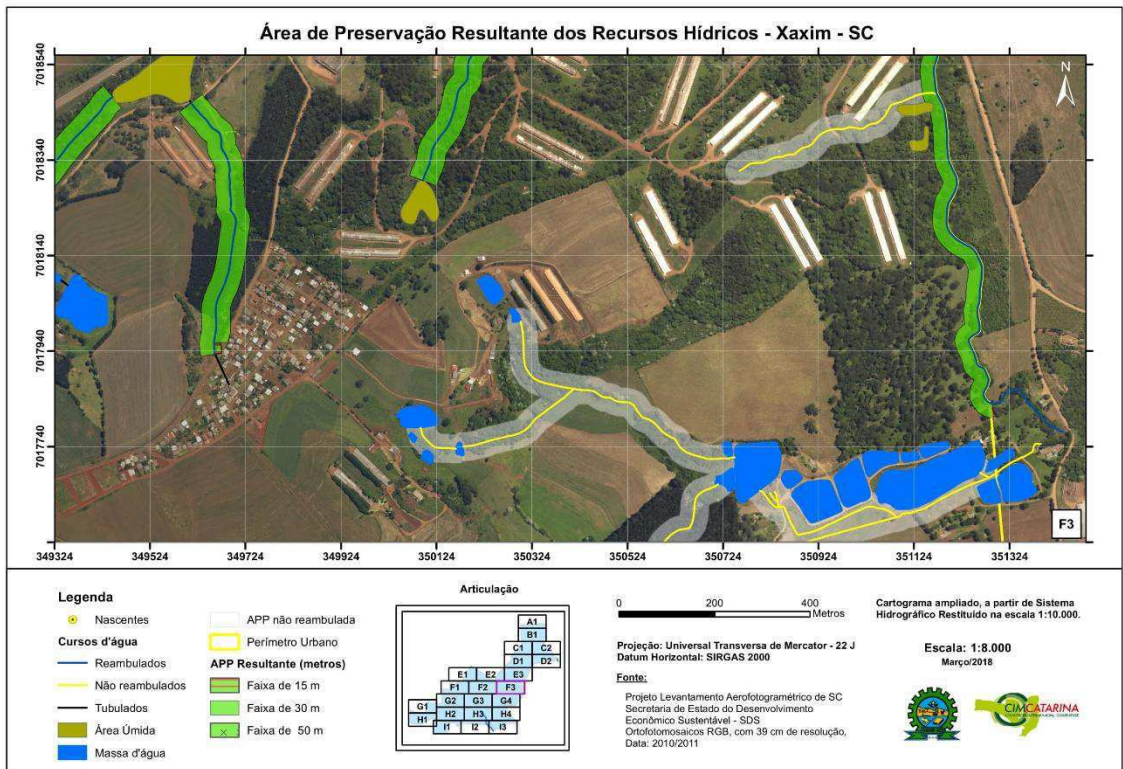 Área de Preservação Resultante dos Recursos Hídricos - Xaxim - SC
7018540
7018340
7018140
7017940
7017740
7018540
7018340
7018140
7017940
7017740
N
F3
349324
349524
349724
349924
350124
350324
350524
350724
350924
351124
351324
Legenda
Nascentes
Cursos d'água
Reambulados
Não reambulados
Tubulados
Área Úmida
Massa d'água
APP não reambulada
Perímetro Urbano
APP Resultante (metros)
Faixa de 15 m
Faixa de 30 m
Faixa de 50 m
Articulação
A1
B1
C1 C2
D1 D2
E1 E2 E3
F1 F2 F3
G1 G2 G3 G4
H1 H2 H3 H4
I1 I2 I3
0 200 400
Metros
Projeção: Universal Transversa de Mercator - 22 J
Datum Horizontal: SIRGAS 2000
Fonte:
Projeto Levantamento Aerofotogramétrico de SC
Secretaria de Estado do Desenvolvimento
Econômico Sustentável - SDS
Ortofotomosaicos RGB, com 39 cm de resolução,
Data: 2010/2011
Cartograma ampliado, a partir de Sistema
Hidrográfico Restituído na escala 1:10.000.
Escala: 1:8.000
Março/2018
CIMCATARINA